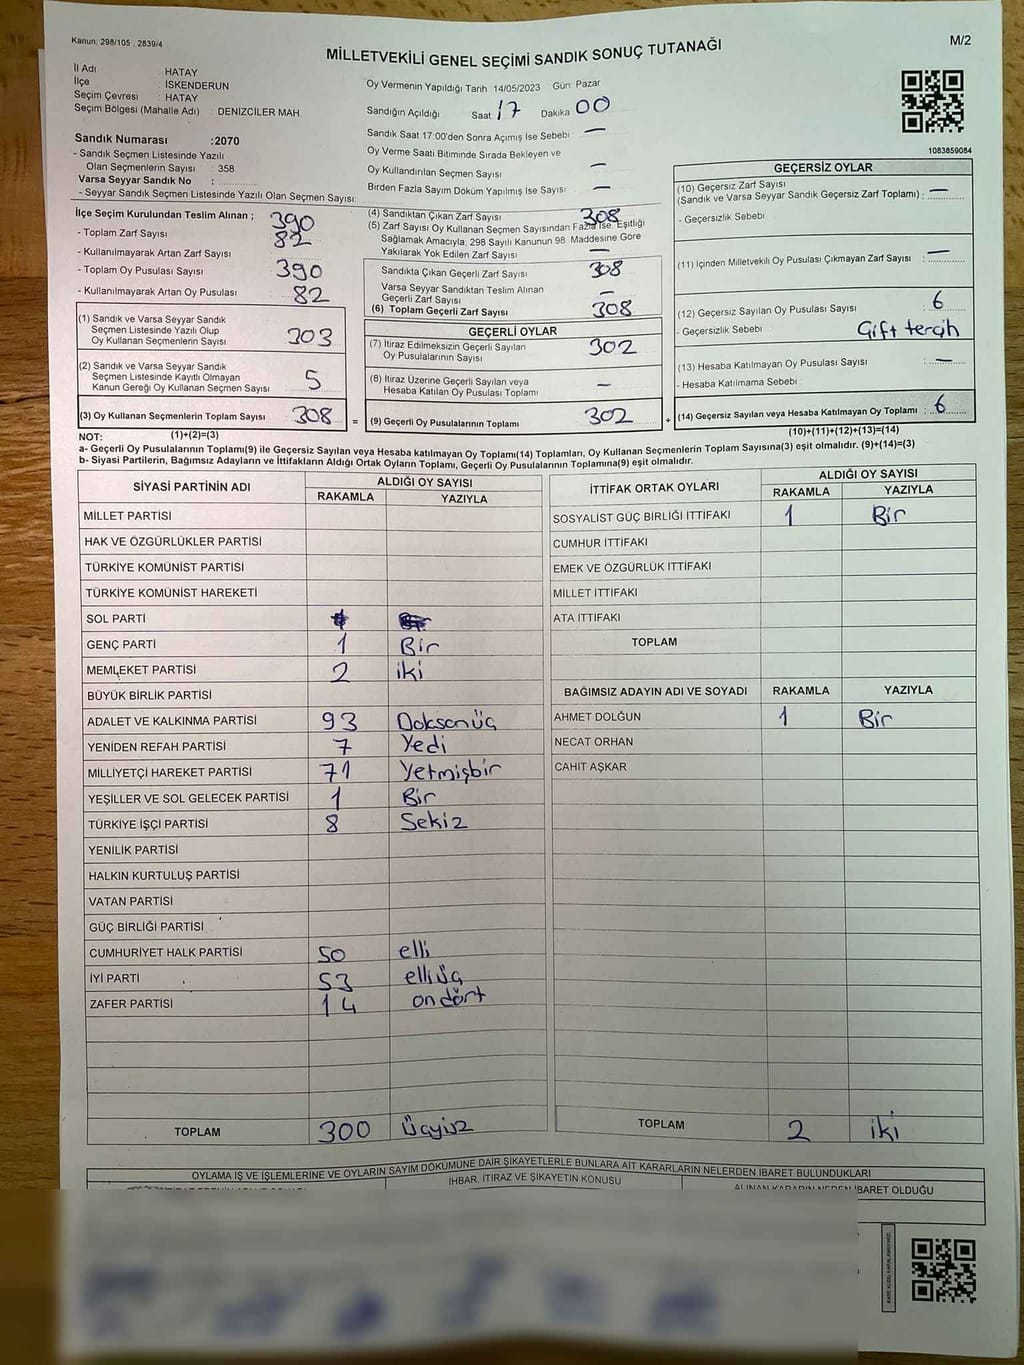 Kanun: 298/105 , 2839/4
MİLLETVEKİLİ GENEL SEÇİMİ SANDIK SONUÇ TUTANAĞI
M/2
İl Adı HATAY
İlçe İSKENDERUN
Seçim Çevresi HATAY
Seçim Bölgesi (Mahalle Adı) : DENİZCİLER MAH
Sandık Numarası :2070
- Sandık Seçmen Listesinde Yazılı
Olan Seçmenlerin Sayısı : 358
Varsa Seyyar Sandık No :
- Seyyar Sandık Seçmen Listesinde Yazılı Olan Seçmen Sayısı:
Oy Vermenin Yapıldığı Tarih 14/05/2023 Gün: Pazar
Sandığın Açıldığı Saat 17 Dakika 00
Sandık Saat 17:00'den Sonra Açımış İse Sebebi : —
Oy Verme Saati Bitiminde Sırada Bekleyen ve
Oy Kullandırılan Seçmen Sayısı —
Birden Fazla Sayım Döküm Yapılmış İse Sayısı : —
1083859084
İlçe Seçim Kurulundan Teslim Alınan ;
- Toplam Zarf Sayısı 390
- Kullanılmayarak Artan Zarf Sayısı 82
- Toplam Oy Pusulası Sayısı 390
- Kullanılmayarak Artan Oy Pusulası 82
(1) Sandık ve Varsa Seyyar Sandık
Seçmen Listesinde Yazılı Olup
Oy Kullanan Seçmenlerin Sayısı 303
(2) Sandık ve Varsa Seyyar Sandık
Seçmen Listesinde Kayıtlı Olmayan
Kanun Gereği Oy Kullanan Seçmen Sayısı 5
(3) Oy Kullanan Seçmenlerin Toplam Sayısı 308 =
(4) Sandıktan Çıkan Zarf Sayısı 308
(5) Zarf Sayısı Oy Kullanan Seçmen Sayısından Fazla İse, Eşitliği
Sağlamak Amacıyla, 298 Sayılı Kanunun 98. Maddesine Göre
Yakılarak Yok Edilen Zarf Sayısı —
Sandıkta Çıkan Geçerli Zarf Sayısı 308
Varsa Seyyar Sandıktan Teslim Alınan
Geçerli Zarf Sayısı —
(6) Toplam Geçerli Zarf Sayısı 308
GEÇERLİ OYLAR
(7) İtiraz Edilmeksizin Geçerli Sayılan
Oy Pusulalarının Sayısı 302
(8) İtiraz Üzerine Geçerli Sayılan veya
Hesaba Katılan Oy Pusulası Toplamı —
(9) Geçerli Oy Pusulalarının Toplamı 302 +
GEÇERSİZ OYLAR
(10) Geçersiz Zarf Sayısı
(Sandık ve Varsa Seyyar Sandık Geçersiz Zarf Toplamı) : —
- Geçersizlik Sebebi
(11) İçinden Milletvekili Oy Pusulası Çıkmayan Zarf Sayısı : —
(12) Geçersiz Sayılan Oy Pusulası Sayısı : 6
- Geçersizlik Sebebi Çift tercih
(13) Hesaba Katılmayan Oy Pusulası Sayısı : —
- Hesaba Katılmama Sebebi
(14) Geçersiz Sayılan veya Hesaba Katılmayan Oy Toplamı : 6
NOT: (1)+(2)=(3) (10)+(11)+(12)+(13)=(14)
a- Geçerli Oy Pusulalarının Toplamı(9) ile Geçersiz Sayılan veya Hesaba katılmayan Oy Toplamı(14) Toplamları, Oy Kullanan Seçmenlerin Toplam Sayısına(3) eşit olmalıdır. (9)+(14)=(3)
b- Siyasi Partilerin, Bağımsız Adayların ve İttifakların Aldığı Ortak Oyların Toplamı, Geçerli Oy Pusulalarının Toplamına(9) eşit olmalıdır.
SİYASİ PARTİNİN ADI ALDIĞI OY SAYISI
RAKAMLA YAZIYLA
MİLLET PARTİSİ
HAK VE ÖZGÜRLÜKLER PARTİSİ
TÜRKİYE KOMÜNİST PARTİSİ
TÜRKİYE KOMÜNİST HAREKETİ
SOL PARTİ
GENÇ PARTİ 1 Bir
MEMLEKET PARTİSİ 2 iki
BÜYÜK BİRLİK PARTİSİ
ADALET VE KALKINMA PARTİSİ 93 Doksanüç
YENİDEN REFAH PARTİSİ 7 Yedi
MİLLİYETÇİ HAREKET PARTİSİ 71 Yetmişbir
YEŞİLLER VE SOL GELECEK PARTİSİ 1 Bir
TÜRKİYE İŞÇİ PARTİSİ 8 Sekiz
YENİLİK PARTİSİ
HALKIN KURTULUŞ PARTİSİ
VATAN PARTİSİ
GÜÇ BİRLİĞİ PARTİSİ
CUMHURİYET HALK PARTİSİ 50 elli
İYİ PARTİ 53 elliüç
ZAFER PARTİSİ 14 ondört
TOPLAM 300 Üçyüz
İTTİFAK ORTAK OYLARI ALDIĞI OY SAYISI
RAKAMLA YAZIYLA
SOSYALİST GÜÇ BİRLİĞİ İTTİFAKI 1 Bir
CUMHUR İTTİFAKI
EMEK VE ÖZGÜRLÜK İTTİFAKI
MİLLET İTTİFAKI
ATA İTTİFAKI
TOPLAM
BAĞIMSIZ ADAYIN ADI VE SOYADI RAKAMLA YAZIYLA
AHMET DOLĞUN 1 Bir
NECAT ORHAN
CAHİT AŞKAR
TOPLAM 2 iki
OYLAMA İŞ VE İŞLEMLERİNE VE OYLARIN SAYIM DÖKÜMÜNE DAİR ŞİKAYETLERLE BUNLARA AİT KARARLARIN NELERDEN İBARET BULUNDUKLARI
İHBAR, İTİRAZ VE ŞİKAYETİN KONUSU
ALINAN KARARIN NEDEN İBARET OLDUĞU